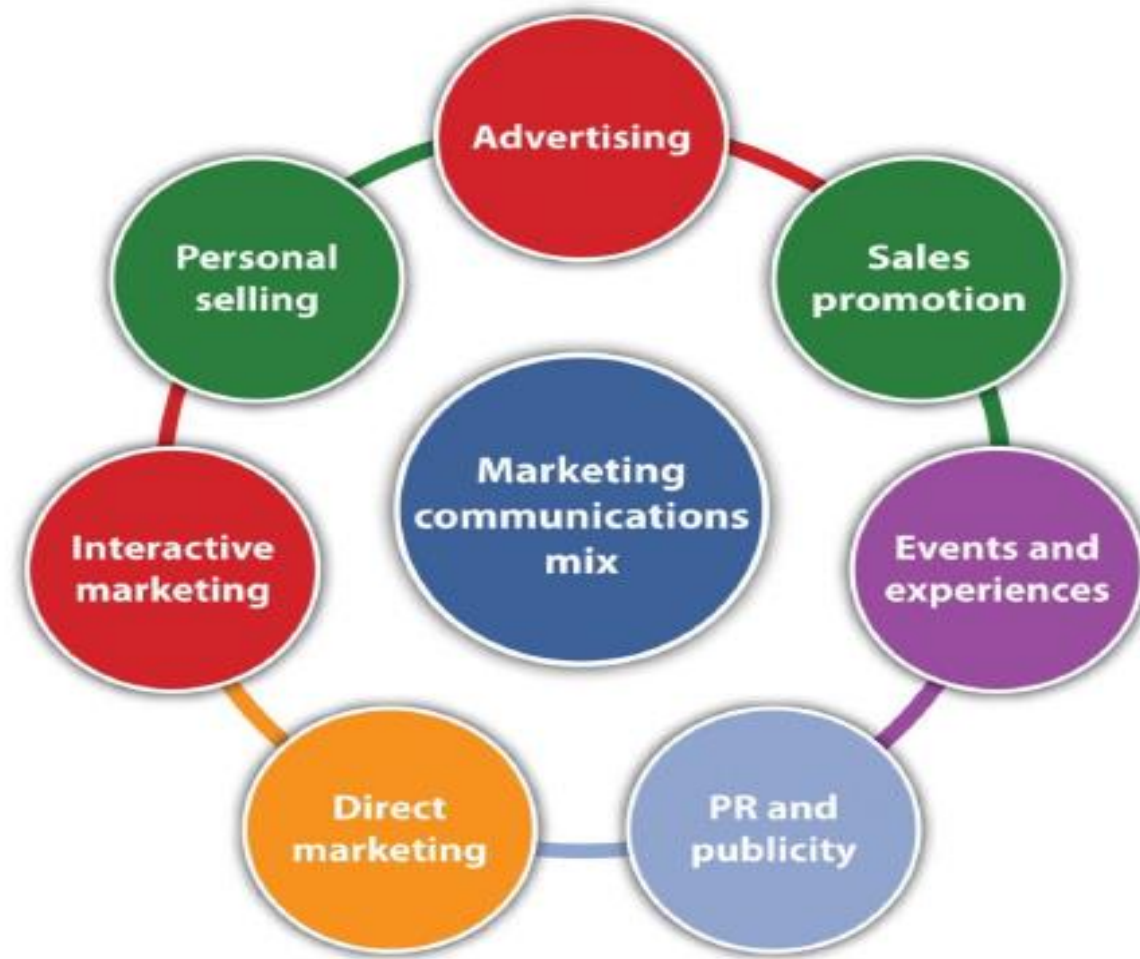 Advertising
Sales
promotion
Events and
experiences
PR and
publicity
Direct
marketing
Interactive
marketing
Personal
selling
Marketing
communications
mix